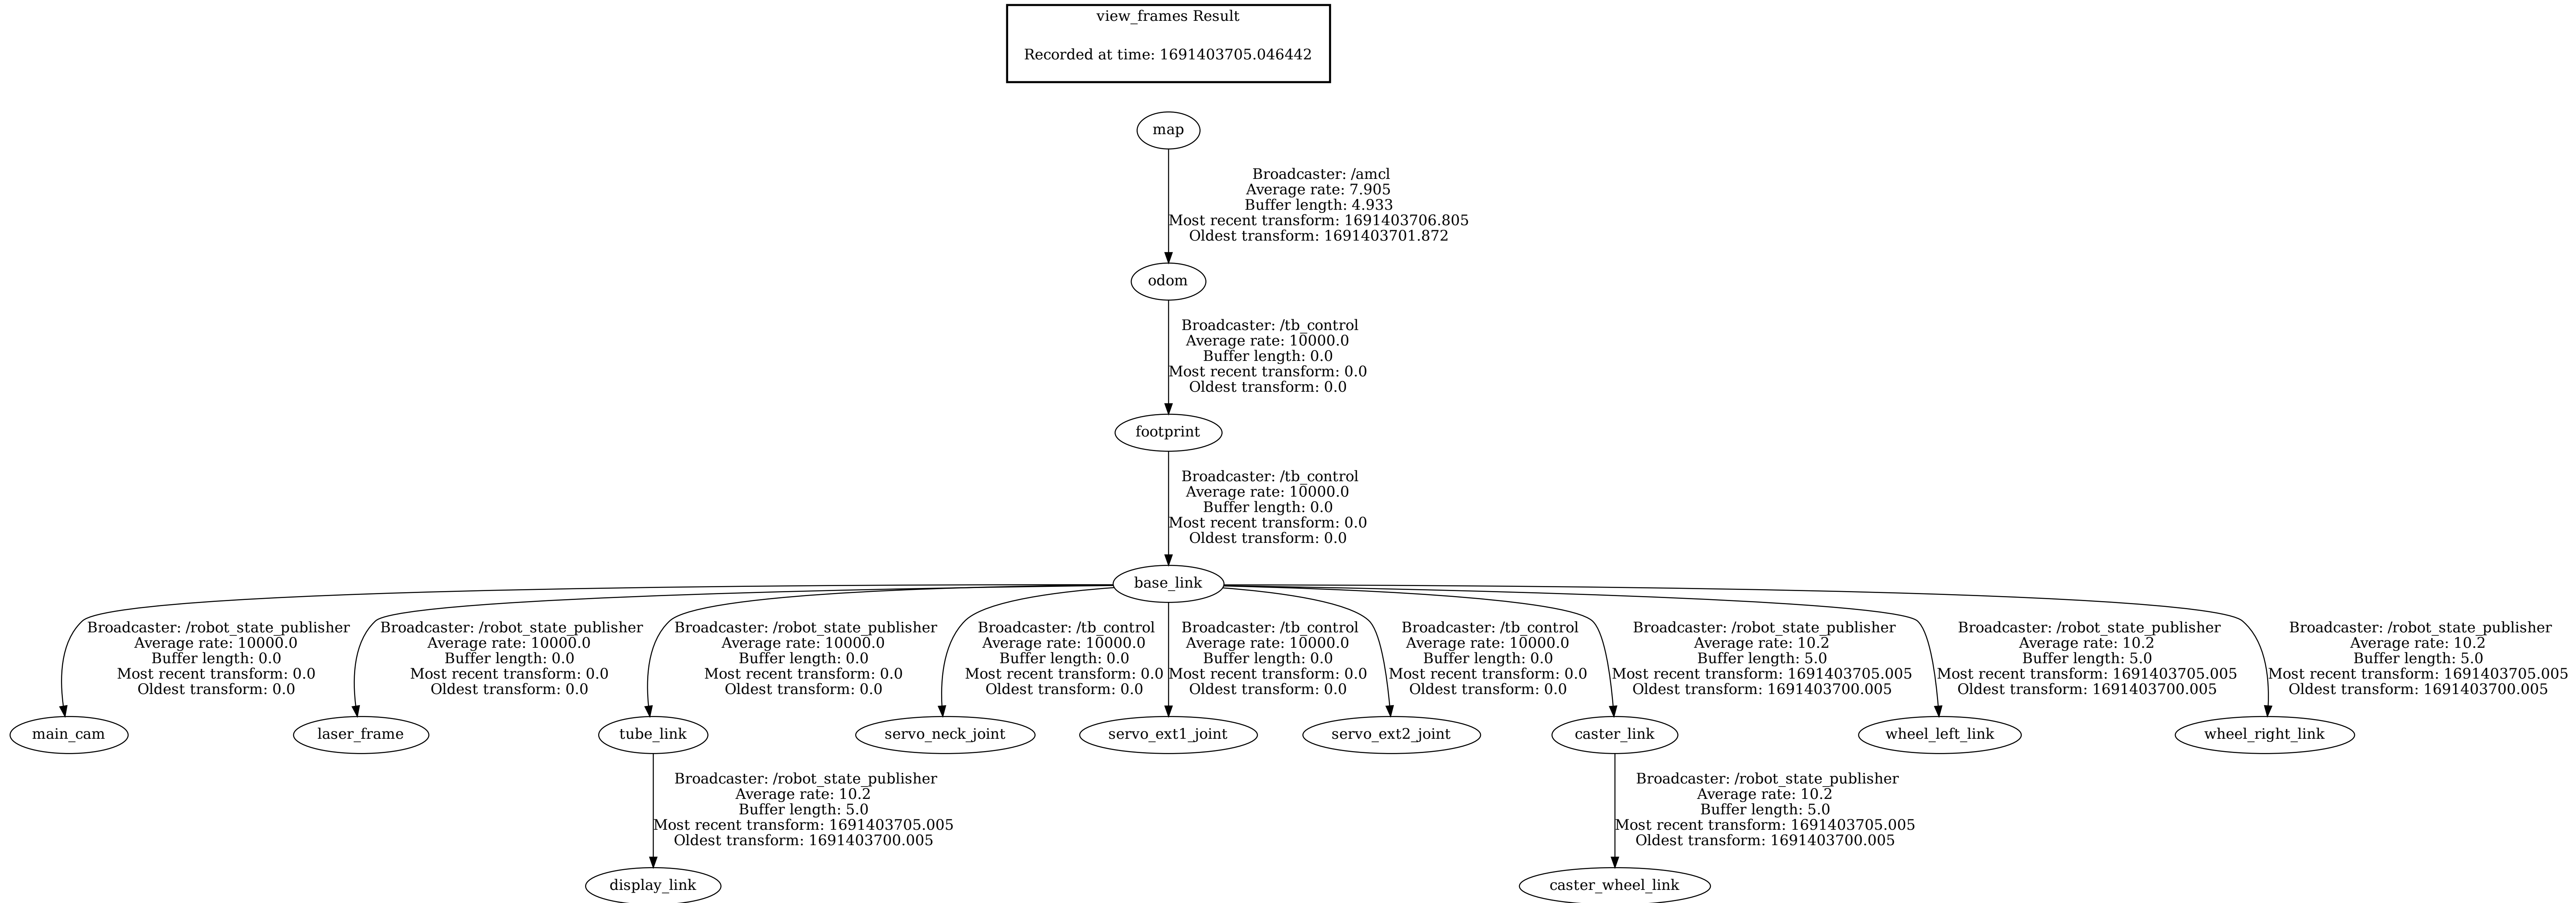 view_frames Result
Recorded at time: 1691403705.046442
map
Broadcaster: /amcl
Average rate: 7.905
Buffer length: 4.933
Most recent transform: 1691403706.805
Oldest transform: 1691403701.872
odom
Broadcaster: /tb_control
Average rate: 10000.0
Buffer length: 0.0
Most recent transform: 0.0
Oldest transform: 0.0
footprint
Broadcaster: /tb_control
Average rate: 10000.0
Buffer length: 0.0
Most recent transform: 0.0
Oldest transform: 0.0
base_link
Broadcaster: /robot_state_publisher
Average rate: 10000.0
Buffer length: 0.0
Most recent transform: 0.0
Oldest transform: 0.0
Broadcaster: /robot_state_publisher
Average rate: 10000.0
Buffer length: 0.0
Most recent transform: 0.0
Oldest transform: 0.0
Broadcaster: /robot_state_publisher
Average rate: 10000.0
Buffer length: 0.0
Most recent transform: 0.0
Oldest transform: 0.0
Broadcaster: /tb_control
Average rate: 10000.0
Buffer length: 0.0
Most recent transform: 0.0
Oldest transform: 0.0
Broadcaster: /tb_control
Average rate: 10000.0
Buffer length: 0.0
Most recent transform: 0.0
Oldest transform: 0.0
Broadcaster: /tb_control
Average rate: 10000.0
Buffer length: 0.0
Most recent transform: 0.0
Oldest transform: 0.0
Broadcaster: /robot_state_publisher
Average rate: 10.2
Buffer length: 5.0
Most recent transform: 1691403705.005
Oldest transform: 1691403700.005
Broadcaster: /robot_state_publisher
Average rate: 10.2
Buffer length: 5.0
Most recent transform: 1691403705.005
Oldest transform: 1691403700.005
Broadcaster: /robot_state_publisher
Average rate: 10.2
Buffer length: 5.0
Most recent transform: 1691403705.005
Oldest transform: 1691403700.005
main_cam
laser_frame
tube_link
servo_neck_joint
servo_ext1_joint
servo_ext2_joint
caster_link
wheel_left_link
wheel_right_link
Broadcaster: /robot_state_publisher
Average rate: 10.2
Buffer length: 5.0
Most recent transform: 1691403705.005
Oldest transform: 1691403700.005
Broadcaster: /robot_state_publisher
Average rate: 10.2
Buffer length: 5.0
Most recent transform: 1691403705.005
Oldest transform: 1691403700.005
display_link
caster_wheel_link